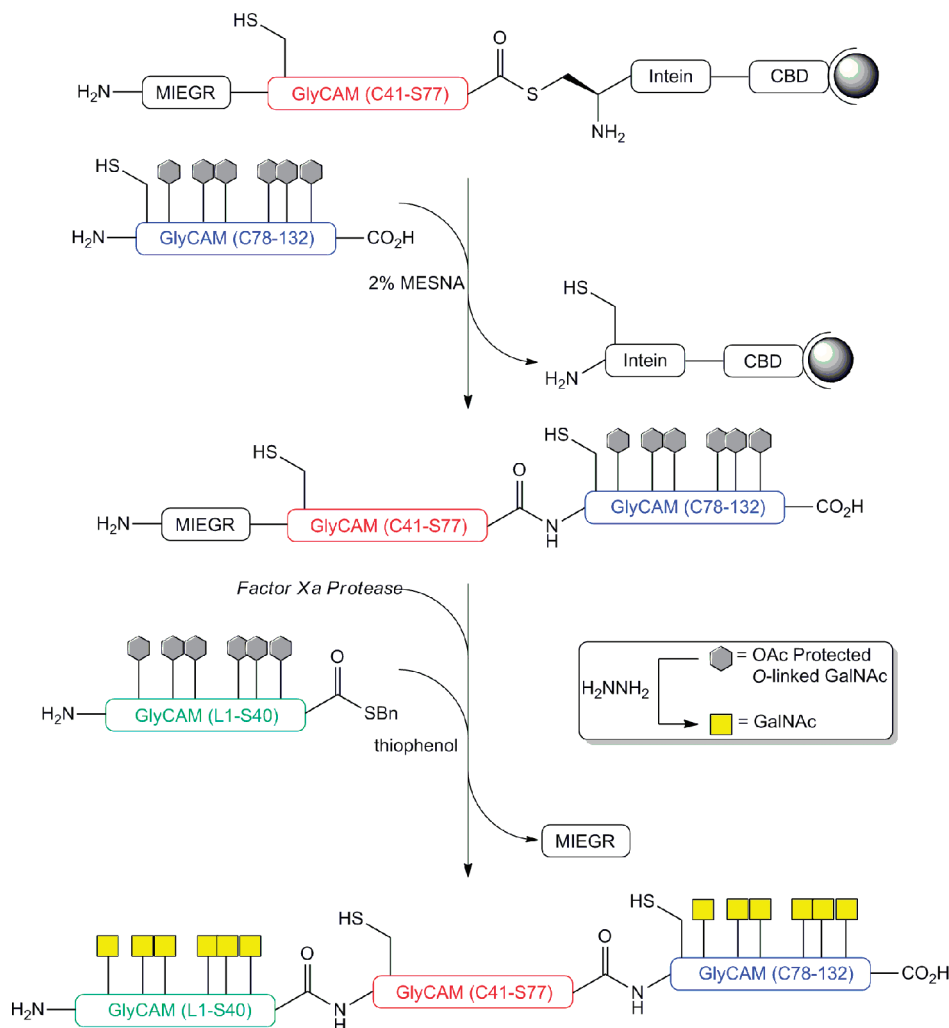 HS
O
H₂N
MIEGR
GlyCAM (C41-S77)
S
Intein
CBD
NH₂
HS
H₂N
GlyCAM (C78-132)
CO₂H
2% MESNA
HS
H₂N
Intein
CBD
HS
HS
O
H₂N
MIEGR
GlyCAM (C41-S77)
N
H
GlyCAM (C78-132)
CO₂H
Factor Xa Protease
O
H₂N
GlyCAM (L1-S40)
SBn
thiophenol
H₂NNH₂
= OAc Protected
O-linked GalNAc
= GalNAc
MIEGR
HS
HS
O
O
H₂N
GlyCAM (L1-S40)
N
H
GlyCAM (C41-S77)
N
H
GlyCAM (C78-132)
CO₂H